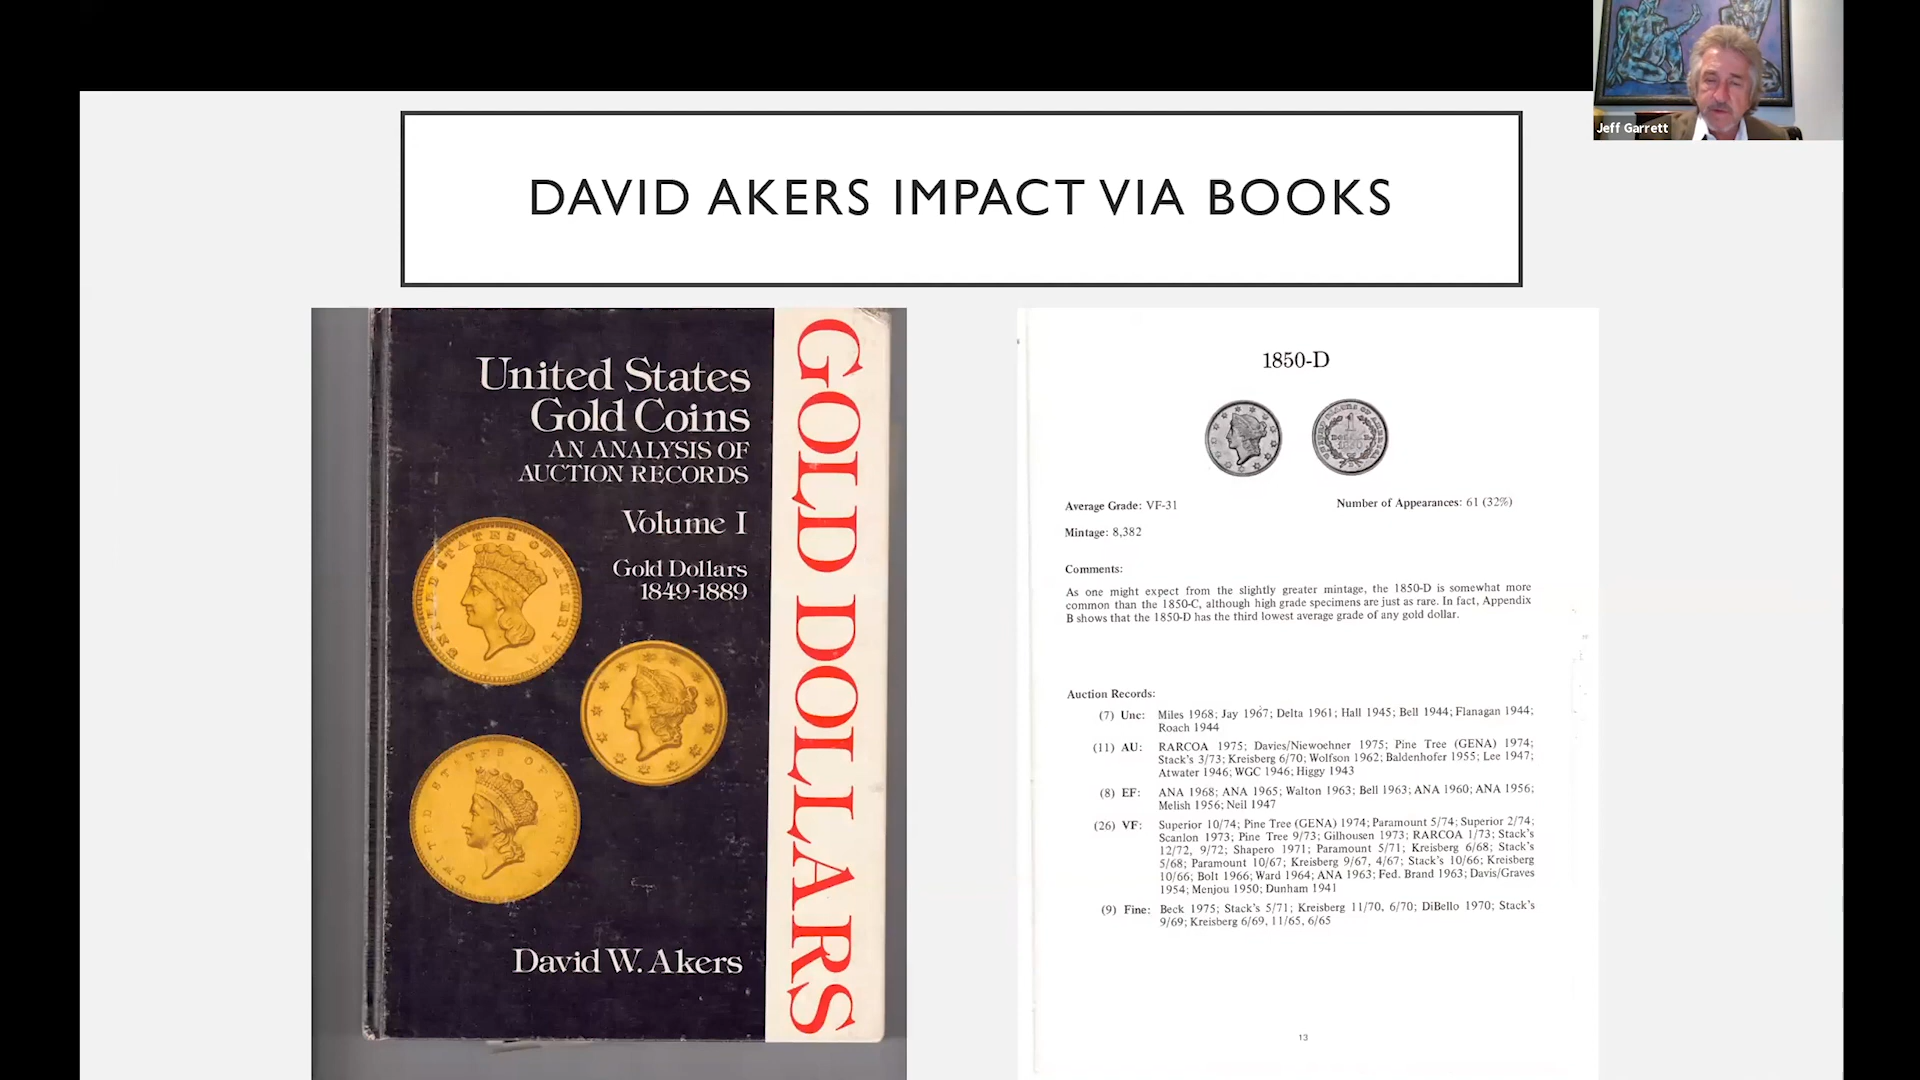 Jeff Garrett
DAVID AKERS IMPACT VIA BOOKS
United States
Gold Coins
AN ANALYSIS OF
AUCTION RECORDS
Volume I
Gold Dollars
1849-1889
David W. Akers
GOLD DOLLARS
1850-D
Average Grade: VF-31
Number of Appearances: 61 (32%)
Mintage: 8,382
Comments:
As one might expect from the slightly greater mintage, the 1850-D is somewhat more
common than the 1850-C, although high grade specimens are just as rare. In fact, Appendix
B shows that the 1850-D has the third lowest average grade of any gold dollar.
Auction Records:
(7) Unc: Miles 1968; Jay 1967; Delta 1961; Hall 1945; Bell 1944; Flanagan 1944;
Roach 1944
(11) AU: RARCOA 1975; Davies/Niewoehner 1975; Pine Tree (GENA) 1974;
Stack's 3/73; Kreisberg 6/70; Wolfson 1962; Baldenhofer 1955; Lee 1947;
Atwater 1946; WGC 1946; Higgy 1943
(8) EF: ANA 1968; ANA 1965; Walton 1963; Bell 1963; ANA 1960; ANA 1956;
Melish 1956; Neil 1947
(26) VF: Superior 10/74; Pine Tree (GENA) 1974; Paramount 5/74; Superior 2/74;
Scanlon 1973; Pine Tree 9/73; Gilhousen 1973; RARCOA 1/73; Stack's
12/72, 9/72; Shapero 1971; Paramount 5/71; Kreisberg 6/68; Stack's
5/68; Paramount 10/67; Kreisberg 9/67, 4/67; Stack's 10/66; Kreisberg
10/66; Bolt 1966; Ward 1964; ANA 1963; Fed. Brand 1963; Davis/Graves
1954; Menjou 1950; Dunham 1941
(9) Fine: Beck 1975; Stack's 5/71; Kreisberg 11/70, 6/70; DiBello 1970; Stack's
9/69; Kreisberg 6/69, 11/65, 6/65
13